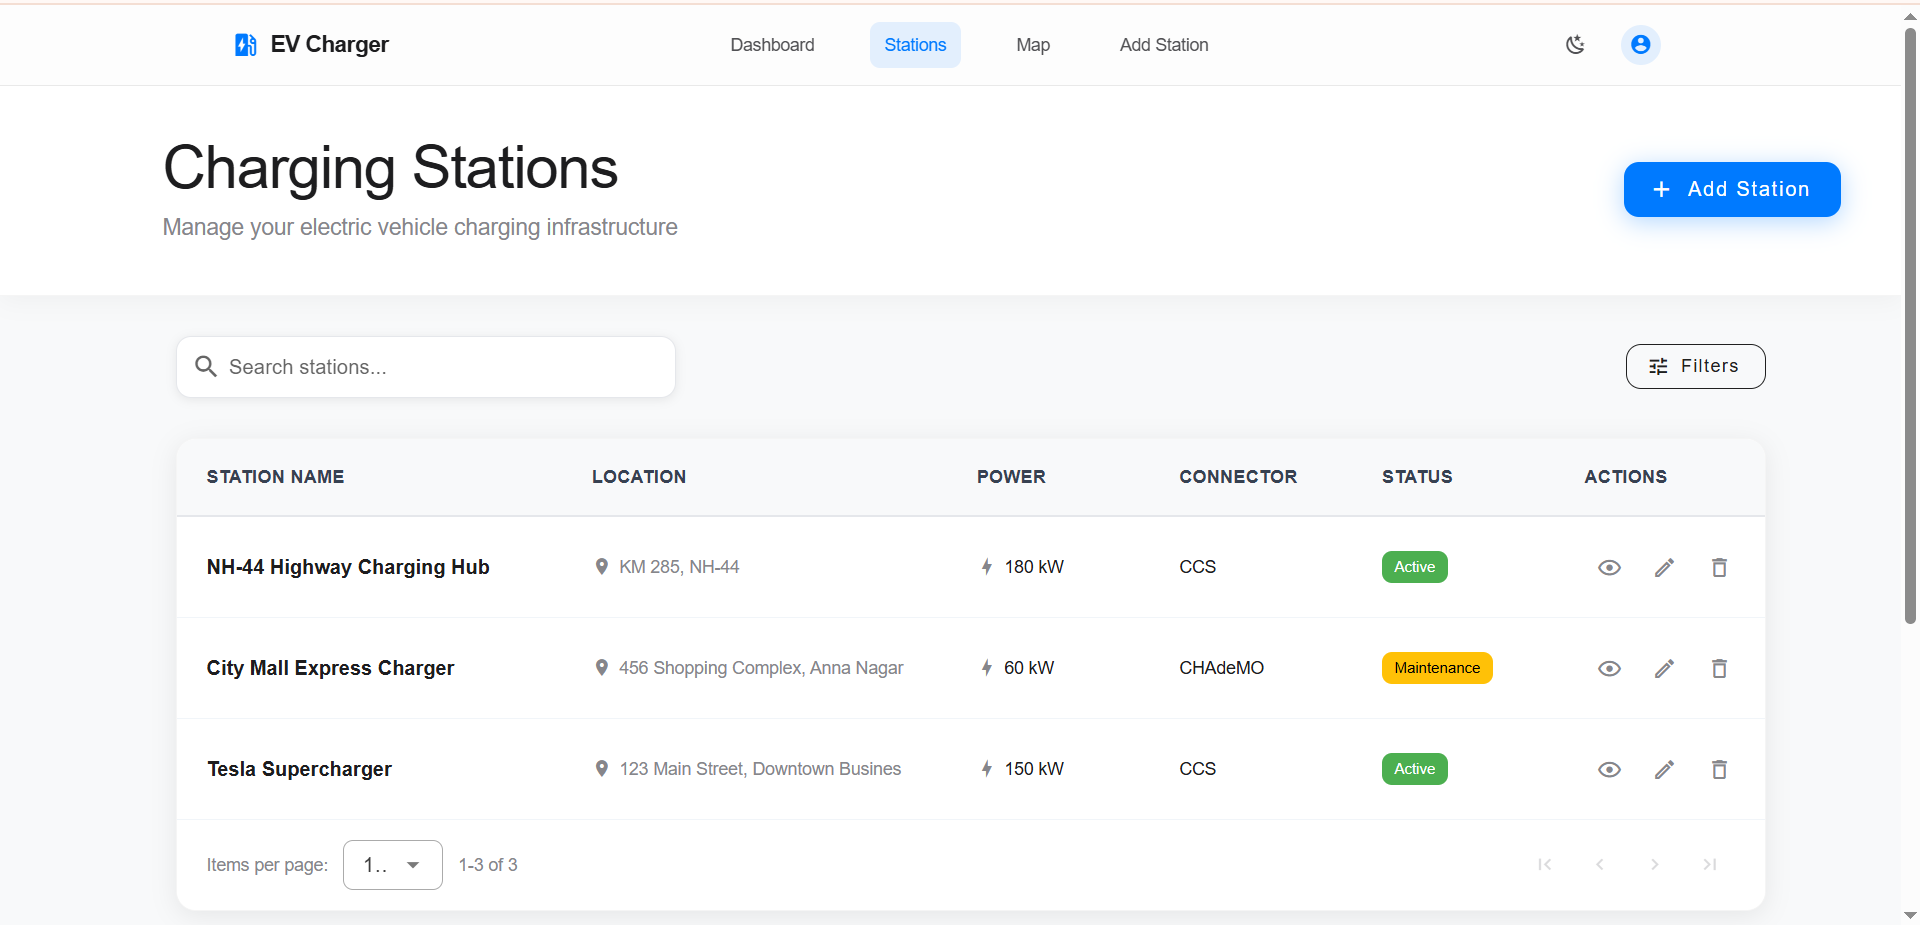 EV Charger
Dashboard
Stations
Map
Add Station
Charging Stations
Manage your electric vehicle charging infrastructure
+ Add Station
Search stations...
Filters
STATION NAME LOCATION POWER CONNECTOR STATUS ACTIONS
NH-44 Highway Charging Hub KM 285, NH-44 180 kW CCS Active
City Mall Express Charger 456 Shopping Complex, Anna Nagar 60 kW CHAdeMO Maintenance
Tesla Supercharger 123 Main Street, Downtown Busines 150 kW CCS Active
Items per page: 1.. 1-3 of 3